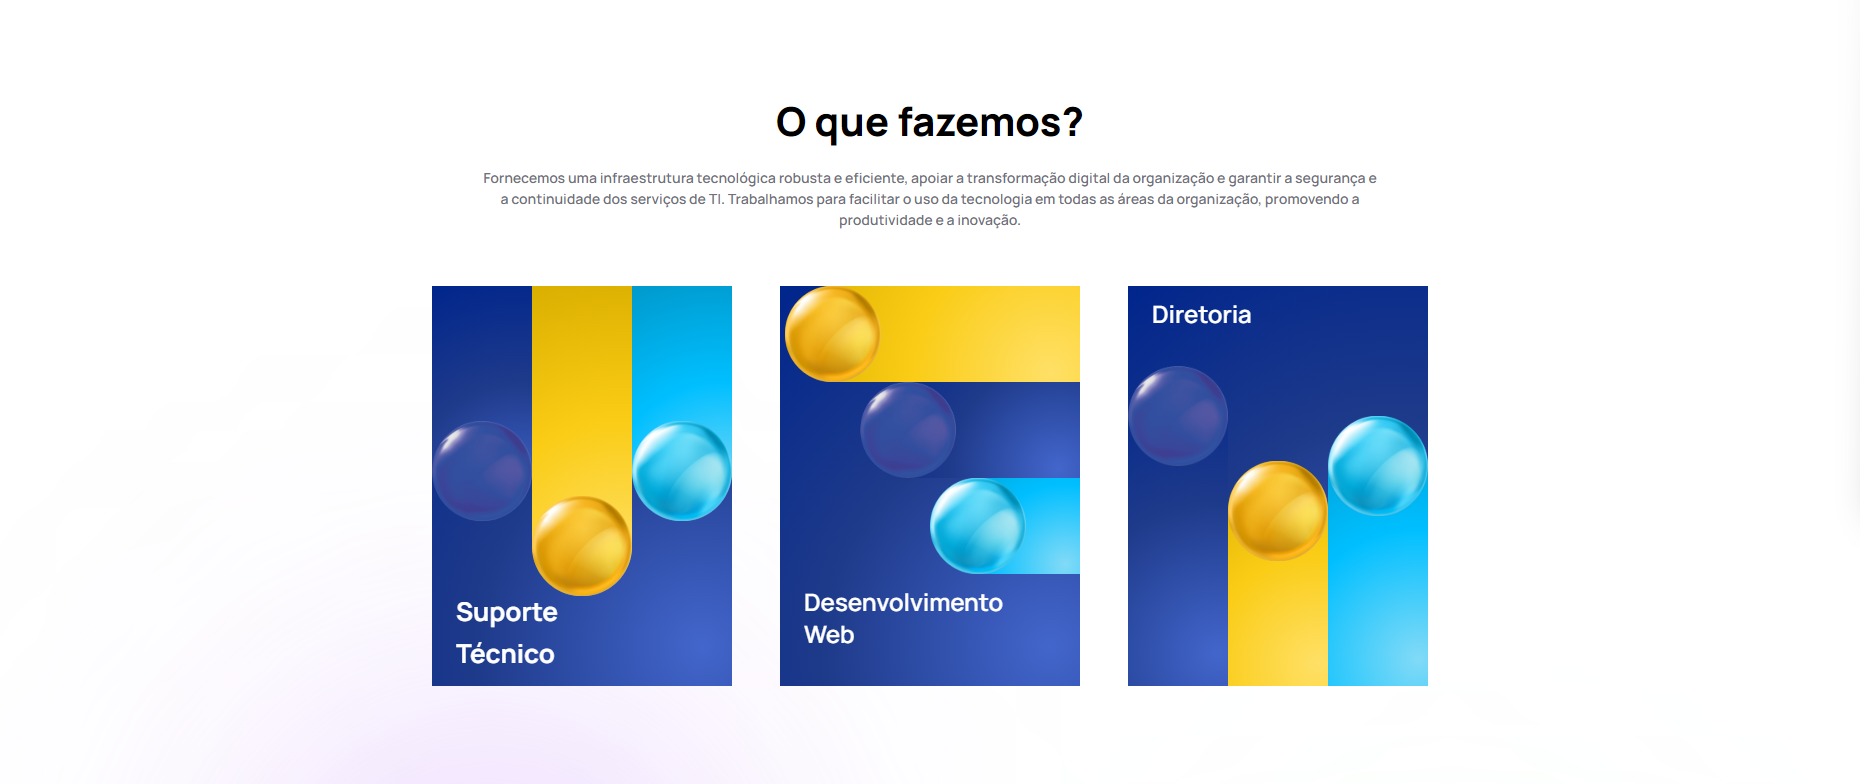 O que fazemos?
Fornecemos uma infraestrutura tecnológica robusta e eficiente, apoiar a transformação digital da organização e garantir a segurança e
a continuidade dos serviços de TI. Trabalhamos para facilitar o uso da tecnologia em todas as áreas da organização, promovendo a
produtividade e a inovação.
Suporte
Técnico
Desenvolvimento
Web
Diretoria